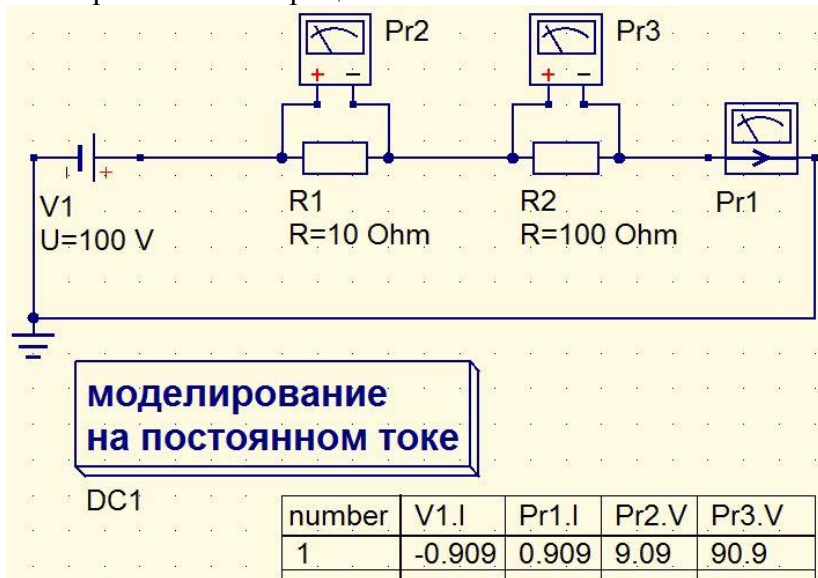 Pr2
Pr3
+ −
+ −
+
V1
U=100 V
R1
R=10 Ohm
R2
R=100 Ohm
Pr1
моделирование
на постоянном токе
DC1
number V1.I Pr1.I Pr2.V Pr3.V
1 -0.909 0.909 9.09 90.9